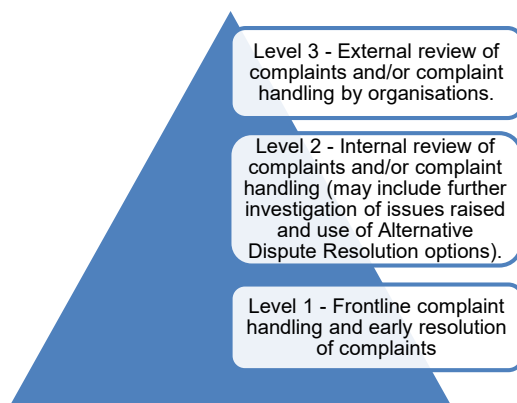 Level 3 - External review of
complaints and/or complaint
handling by organisations.
Level 2 - Internal review of
complaints and/or complaint
handling (may include further
investigation of issues raised
and use of Alternative
Dispute Resolution options).
Level 1 - Frontline complaint
handling and early resolution
of complaints